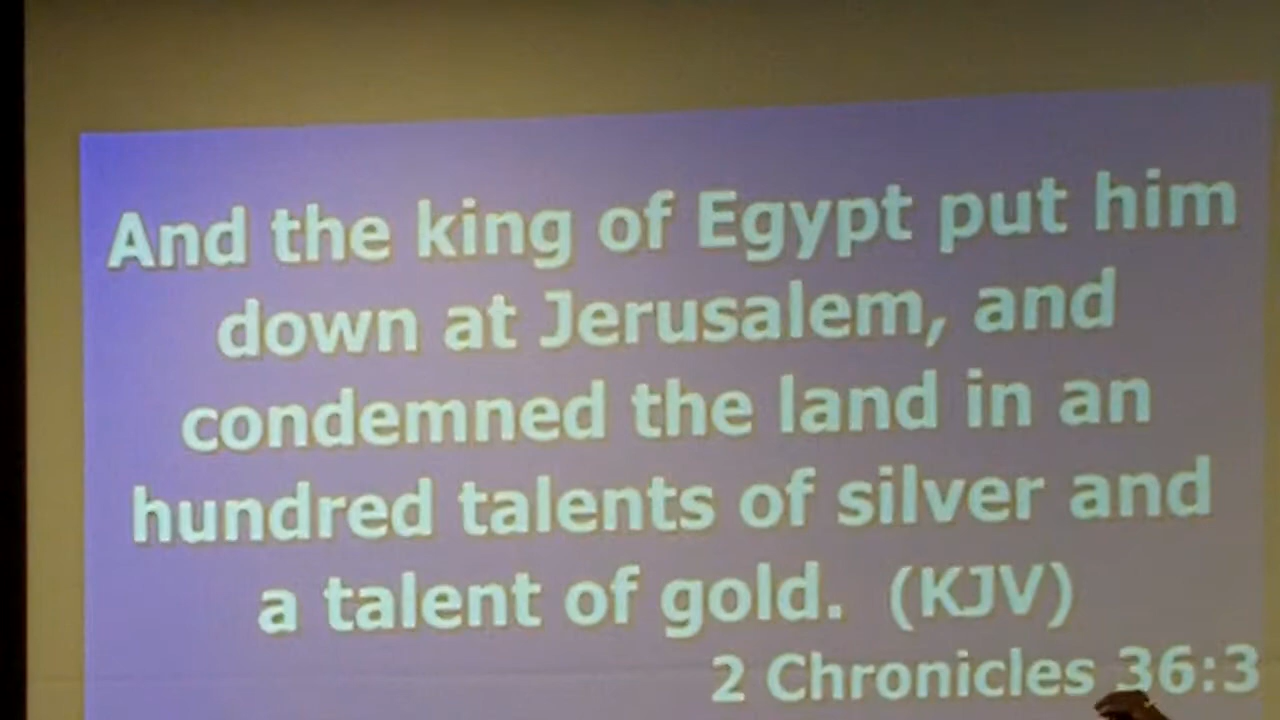 And the king of Egypt put him
down at Jerusalem, and
condemned the land in an
hundred talents of silver and
a talent of gold. (KJV)
2 Chronicles 36:3